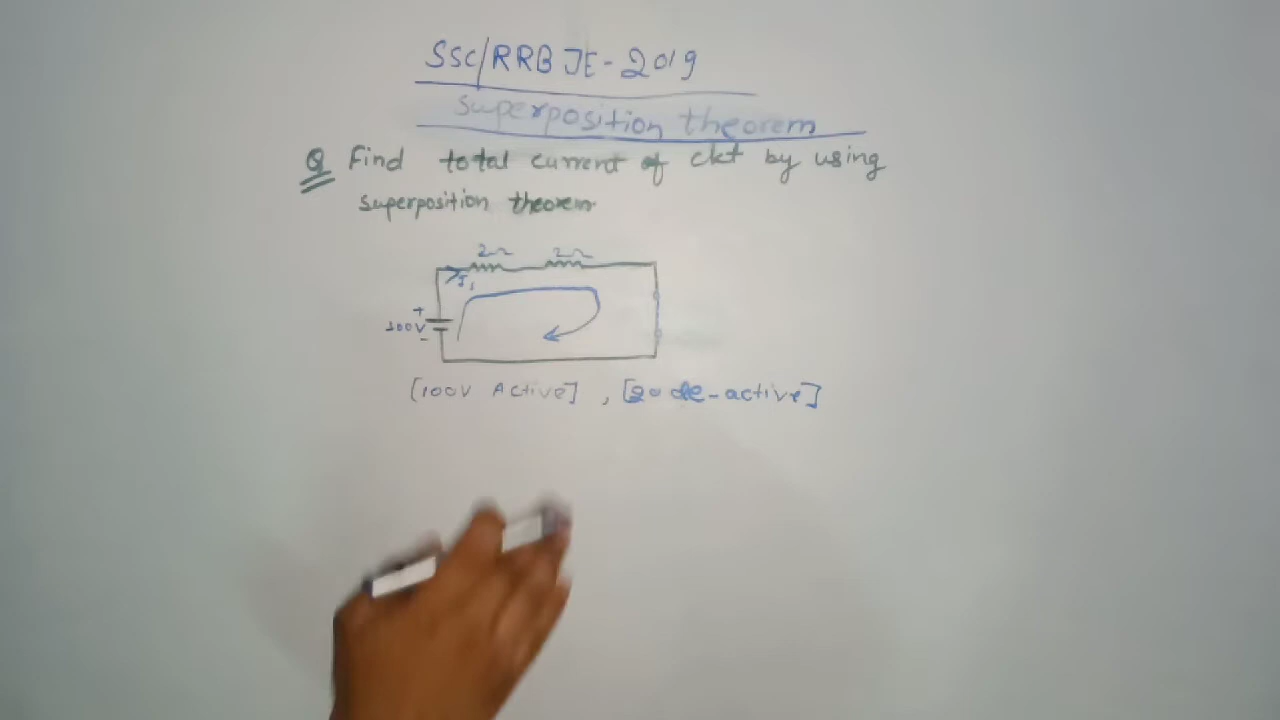 SSC/RRB JE-2019
Superposition theorem
Q Find total current of ckt by using
superposition theorem
2Ω 2Ω
I1
+
100V
-
[100V Active] , [20 de-active]